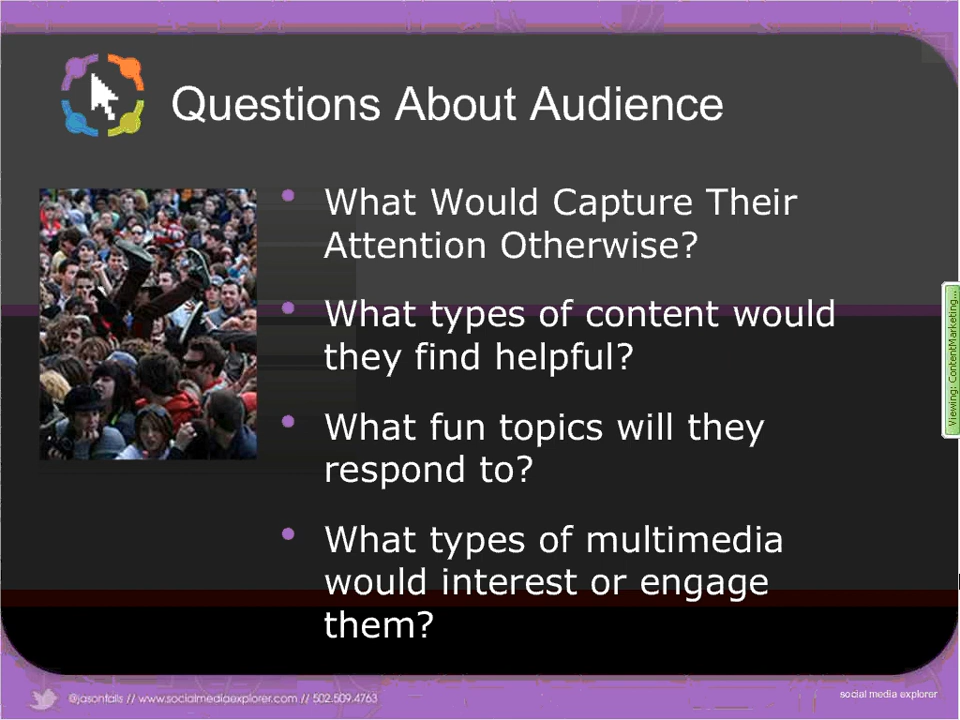 Questions About Audience
• What Would Capture Their
Attention Otherwise?
• What types of content would
they find helpful?
• What fun topics will they
respond to?
• What types of multimedia
would interest or engage
them?
Viewing: ContentMarketing...
@jasonfalls // www.socialmediaexplorer.com // 502.509.4763
social media explorer